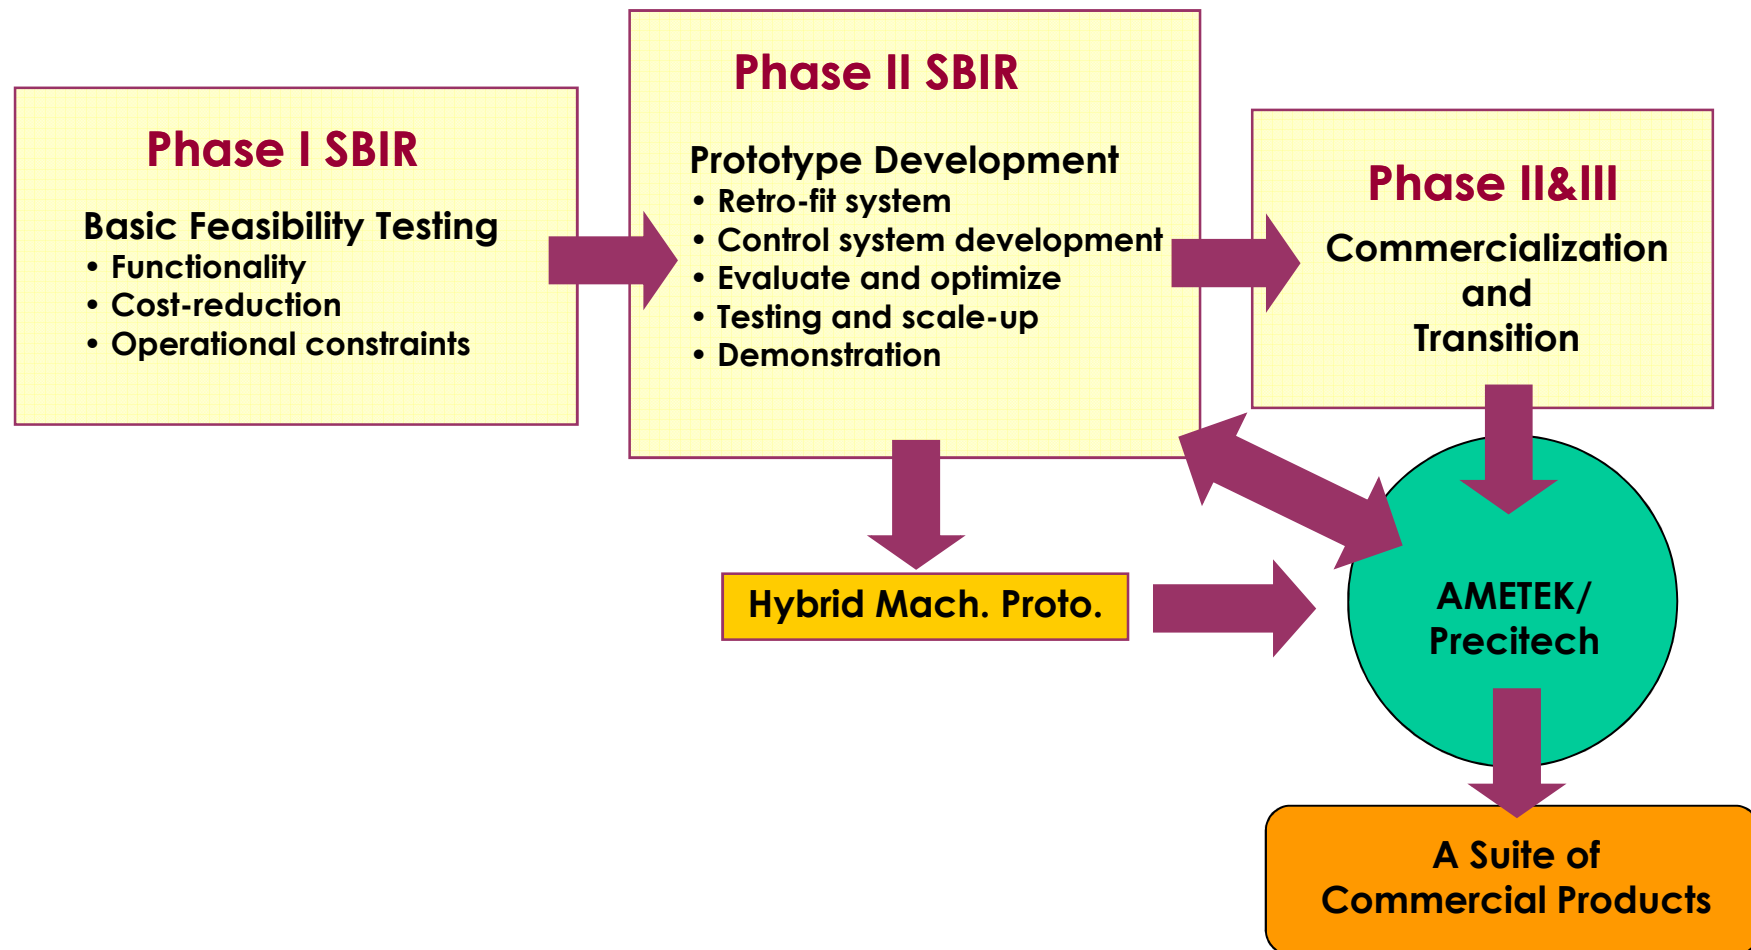 Phase I SBIR
Basic Feasibility Testing
• Functionality
• Cost-reduction
• Operational constraints
Phase II SBIR
Prototype Development
• Retro-fit system
• Control system development
• Evaluate and optimize
• Testing and scale-up
• Demonstration
Phase II&III
Commercialization
and
Transition
Hybrid Mach. Proto.
AMETEK/
Precitech
A Suite of
Commercial Products